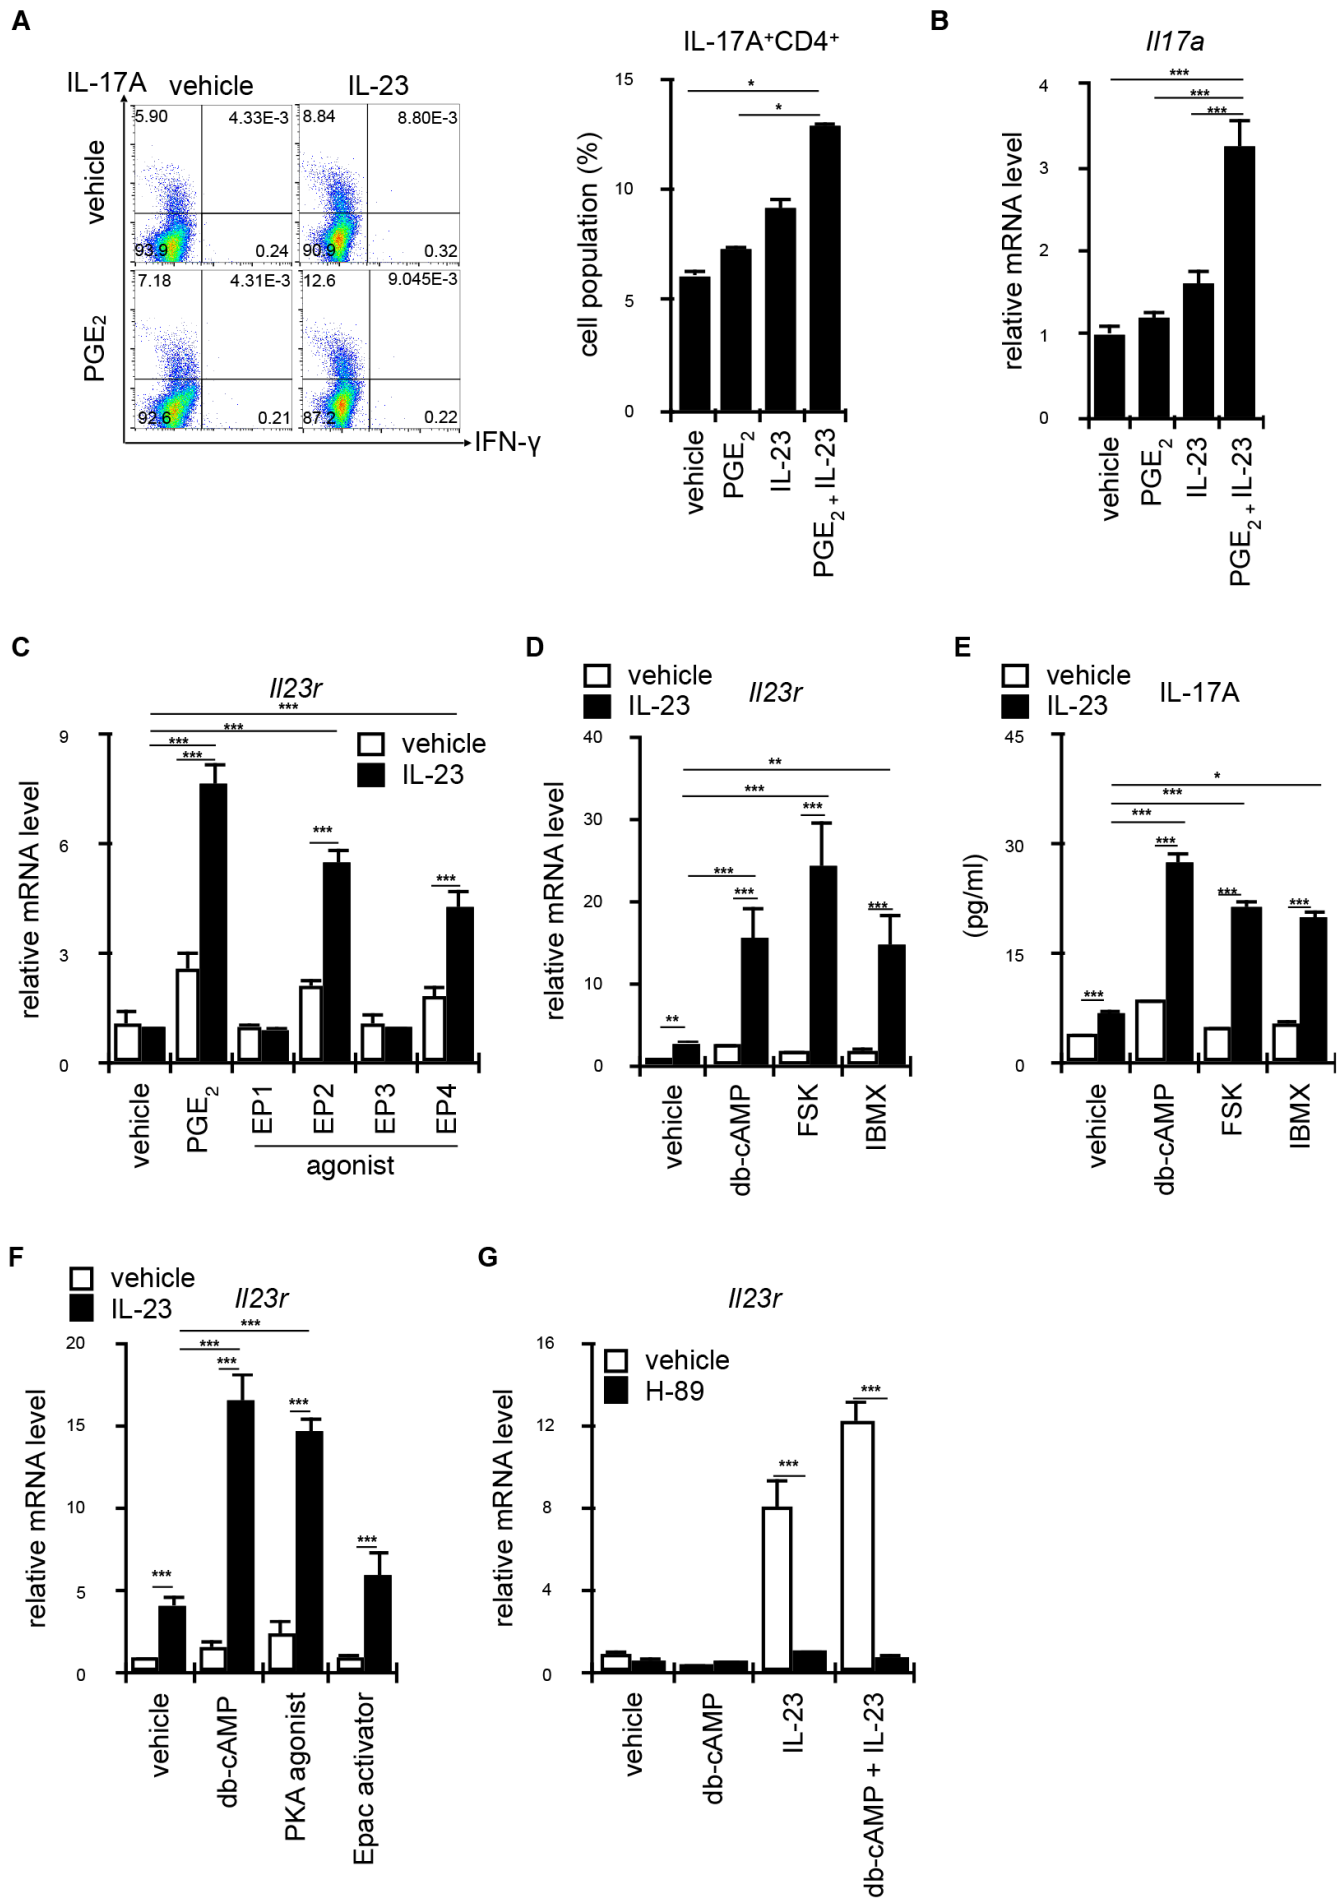 A
IL-17A
vehicle
IL-23
vehicle
5.90
4.33E-3
8.84
8.80E-3
93.9
0.24
90.9
0.32
PGE2
7.18
4.31E-3
12.6
9.045E-3
92.6
0.21
87.2
0.22
IFN-γ
IL-17A+CD4+
cell population (%)
15
10
5
0
*
*
vehicle
PGE2
IL-23
PGE2 + IL-23
B
Il17a
relative mRNA level
4
3
2
1
0
***
***
***
vehicle
PGE2
IL-23
PGE2 + IL-23
C
Il23r
vehicle
IL-23
relative mRNA level
9
6
3
0
***
***
***
***
***
***
vehicle
PGE2
EP1
EP2
EP3
EP4
agonist
D
vehicle
IL-23
Il23r
relative mRNA level
40
30
20
10
0
**
***
***
***
***
***
**
vehicle
db-cAMP
FSK
IBMX
E
vehicle
IL-23
IL-17A
(pg/ml)
45
30
15
0
*
***
***
***
***
***
***
vehicle
db-cAMP
FSK
IBMX
F
vehicle
IL-23
Il23r
relative mRNA level
20
15
10
5
0
***
***
***
***
***
***
vehicle
db-cAMP
PKA agonist
Epac activator
G
Il23r
vehicle
H-89
relative mRNA level
16
12
8
4
0
***
***
vehicle
db-cAMP
IL-23
db-cAMP + IL-23